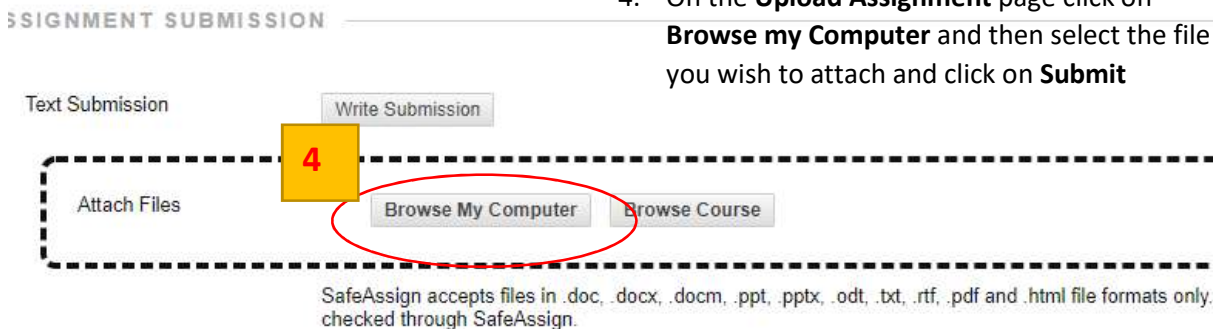 4. On the Upload Assignment page click on
Browse my Computer and then select the file
you wish to attach and click on Submit
SSIGNMENT SUBMISSION
Text Submission
Write Submission
4
Attach Files
Browse My Computer
Browse Course
SafeAssign accepts files in .doc, .docx, .docm, .ppt, .pptx, .odt, .txt, .rtf, .pdf and .html file formats only.
checked through SafeAssign.